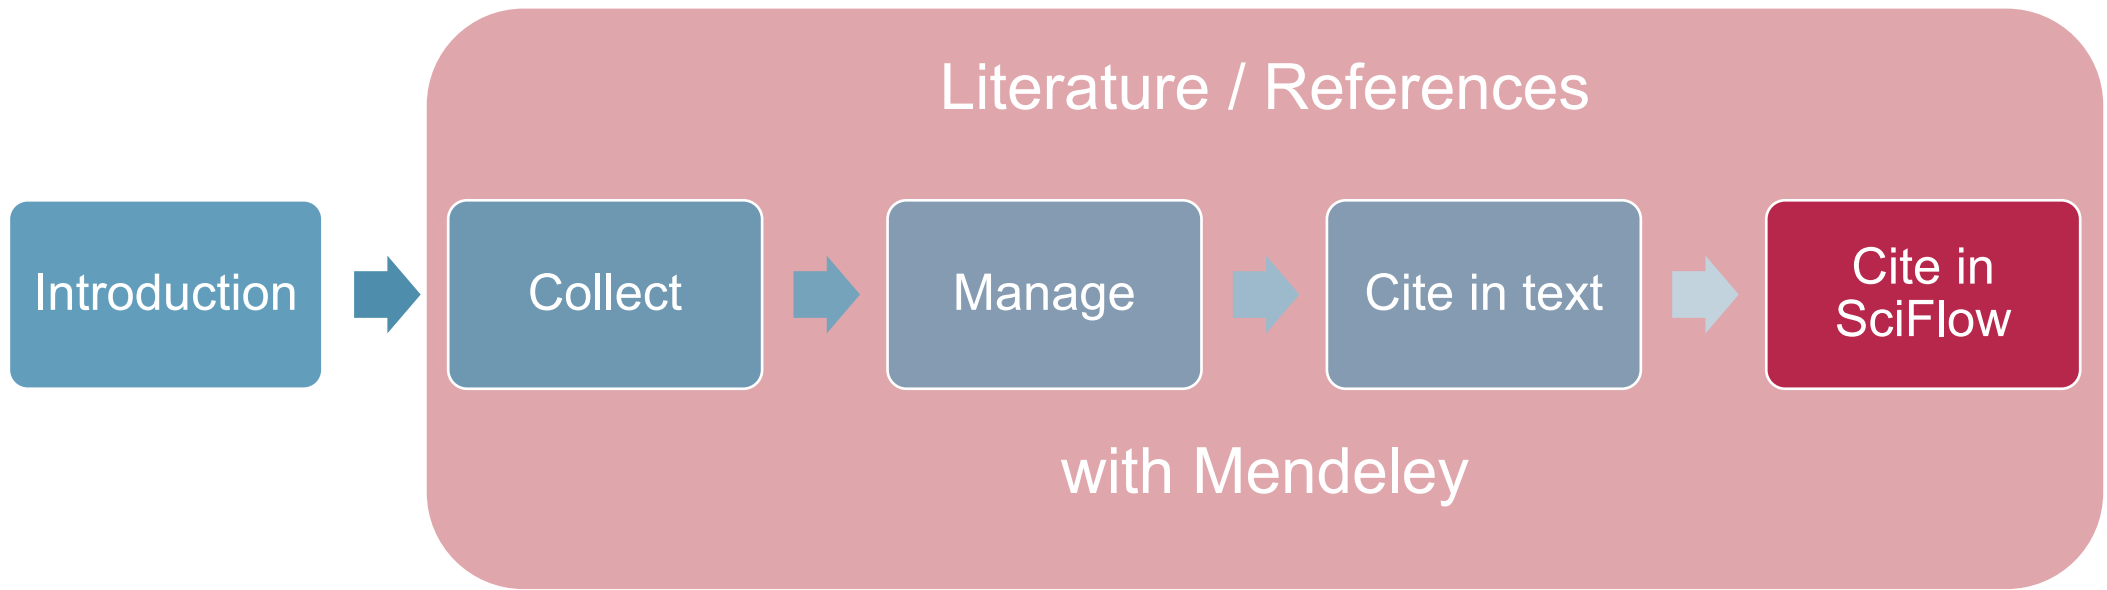 Literature / References
Introduction
Collect
Manage
Cite in text
Cite in
SciFlow
with Mendeley